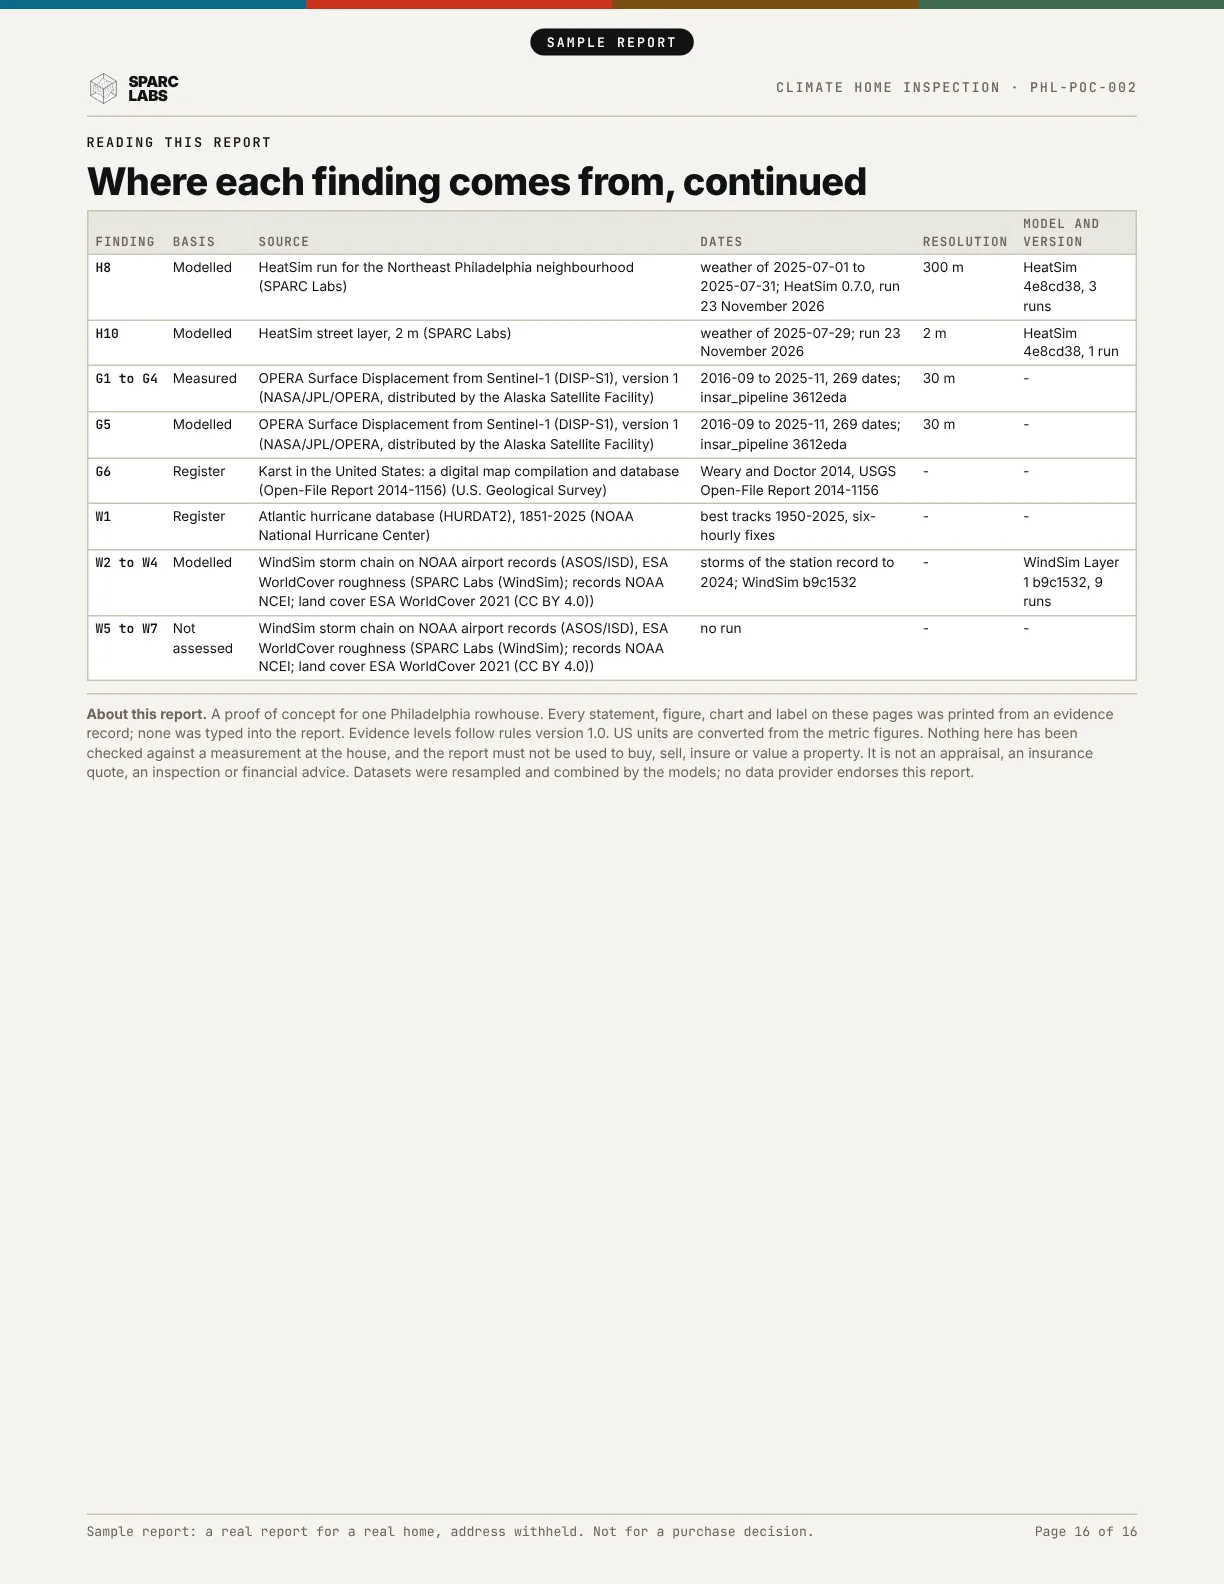 SAMPLE REPORT
SPARC
LABS
CLIMATE HOME INSPECTION · PHL-POC-002
READING THIS REPORT
Where each finding comes from, continued
FINDING BASIS SOURCE DATES RESOLUTION MODEL AND
VERSION
H8 Modelled HeatSim run for the Northeast Philadelphia neighbourhood weather of 2025-07-01 to 300 m HeatSim
(SPARC Labs) 2025-07-31; HeatSim 0.7.0, run 4e8cd38, 3
23 November 2026 runs
H10 Modelled HeatSim street layer, 2 m (SPARC Labs) weather of 2025-07-29; run 23 2 m HeatSim
November 2026 4e8cd38, 1 run
G1 to G4 Measured OPERA Surface Displacement from Sentinel-1 (DISP-S1), version 1 2016-09 to 2025-11, 269 dates; 30 m -
(NASA/JPL/OPERA, distributed by the Alaska Satellite Facility) insar_pipeline 3612eda
G5 Modelled OPERA Surface Displacement from Sentinel-1 (DISP-S1), version 1 2016-09 to 2025-11, 269 dates; 30 m -
(NASA/JPL/OPERA, distributed by the Alaska Satellite Facility) insar_pipeline 3612eda
G6 Register Karst in the United States: a digital map compilation and database Weary and Doctor 2014, USGS - -
(Open-File Report 2014-1156) (U.S. Geological Survey) Open-File Report 2014-1156
W1 Register Atlantic hurricane database (HURDAT2), 1851-2025 (NOAA best tracks 1950-2025, six- - -
National Hurricane Center) hourly fixes
W2 to W4 Modelled WindSim storm chain on NOAA airport records (ASOS/ISD), ESA storms of the station record to - WindSim Layer
WorldCover roughness (SPARC Labs (WindSim); records NOAA 2024; WindSim b9c1532 1 b9c1532, 9
NCEI; land cover ESA WorldCover 2021 (CC BY 4.0)) runs
W5 to W7 Not WindSim storm chain on NOAA airport records (ASOS/ISD), ESA no run - -
assessed WorldCover roughness (SPARC Labs (WindSim); records NOAA
NCEI; land cover ESA WorldCover 2021 (CC BY 4.0))
About this report. A proof of concept for one Philadelphia rowhouse. Every statement, figure, chart and label on these pages was printed from an evidence
record; none was typed into the report. Evidence levels follow rules version 1.0. US units are converted from the metric figures. Nothing here has been
checked against a measurement at the house, and the report must not be used to buy, sell, insure or value a property. It is not an appraisal, an insurance
quote, an inspection or financial advice. Datasets were resampled and combined by the models; no data provider endorses this report.
Sample report: a real report for a real home, address withheld. Not for a purchase decision. Page 16 of 16